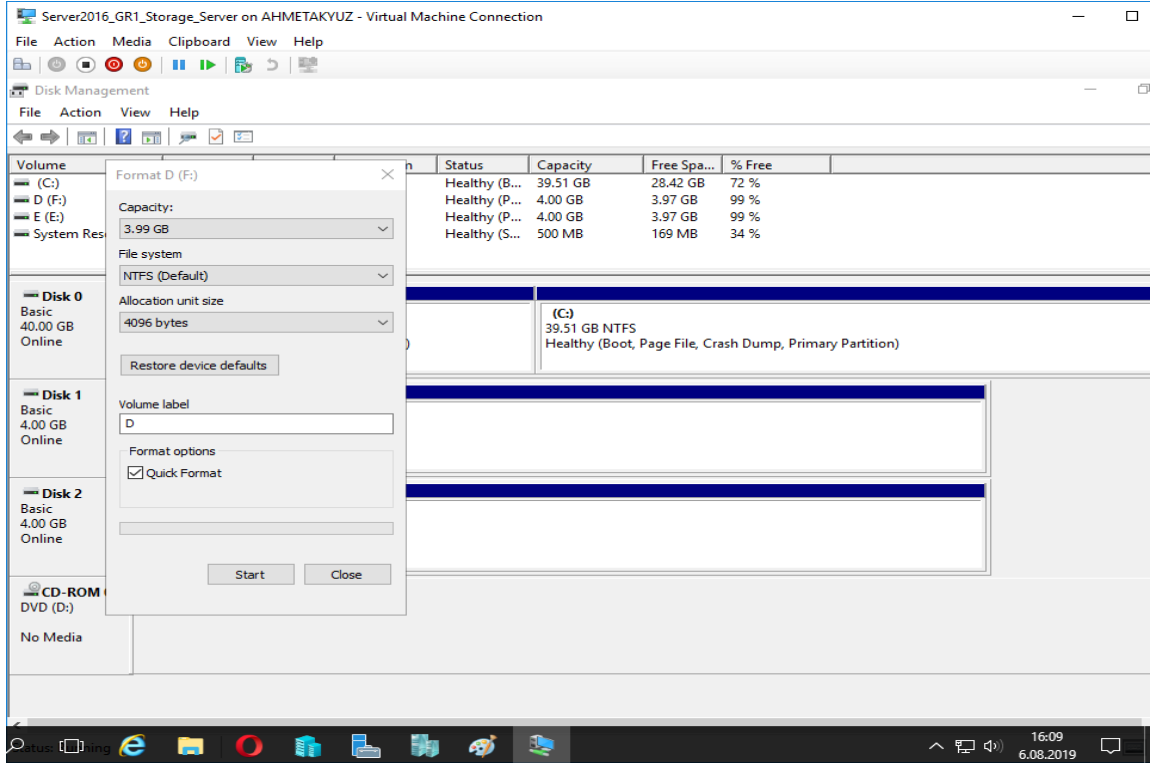 Server2016_GR1_Storage_Server on AHMETAKYUZ - Virtual Machine Connection
File Action Media Clipboard View Help
Disk Management
File Action View Help
Volume Status Capacity Free Spa... % Free
(C:) Healthy (B... 39.51 GB 28.42 GB 72 %
D (F:) Healthy (P... 4.00 GB 3.97 GB 99 %
E (E:) Healthy (P... 4.00 GB 3.97 GB 99 %
System Res Healthy (S... 500 MB 169 MB 34 %
Format D (F:)
Capacity:
3.99 GB
File system
NTFS (Default)
Allocation unit size
4096 bytes
Restore device defaults
Volume label
D
Format options
Quick Format
Start Close
Disk 0
Basic
40.00 GB
Online
(C:)
39.51 GB NTFS
Healthy (Boot, Page File, Crash Dump, Primary Partition)
Disk 1
Basic
4.00 GB
Online
Disk 2
Basic
4.00 GB
Online
CD-ROM
DVD (D:)
No Media
16:09
6.08.2019